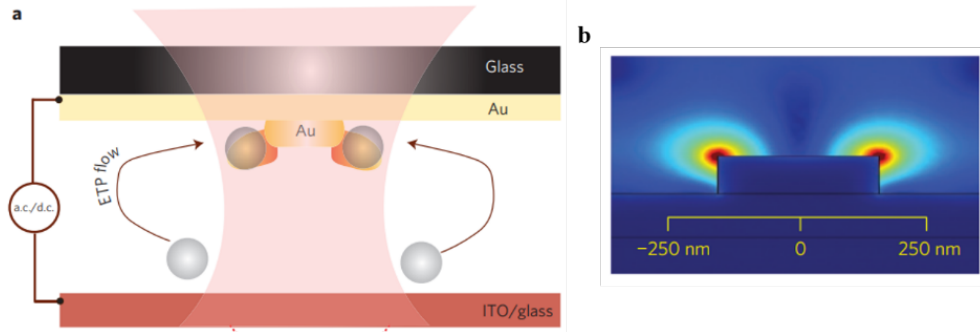 a
Glass
Au
Au
ETP flow
a.c./d.c.
ITO/glass
b
−250 nm
0
250 nm